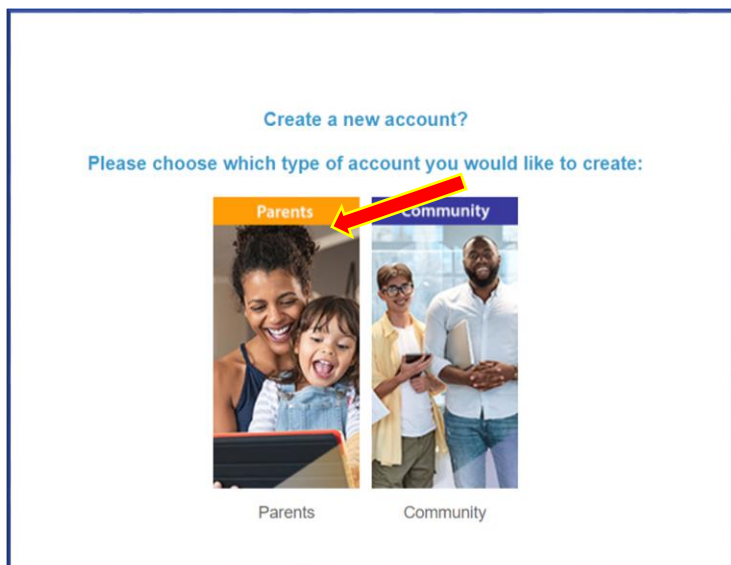 Create a new account?
Please choose which type of account you would like to create:
Parents Community
Parents Community